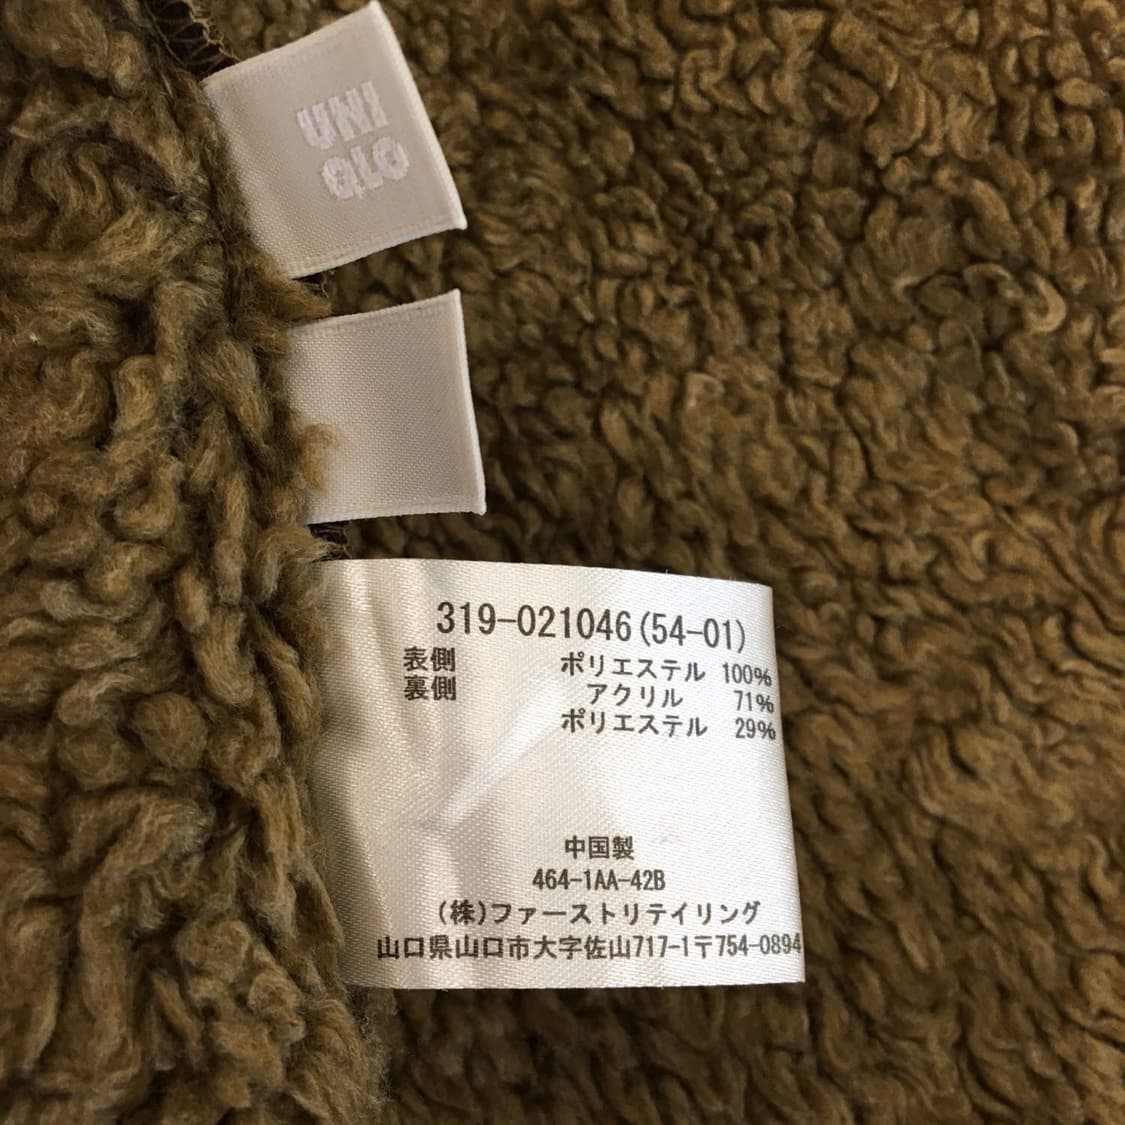 UNI
QLO
319-021046(54-01)
表側 ポリエステル 100%
裏側 アクリル 71%
ポリエステル 29%
中国製
464-1AA-42B
(株)ファーストリテイリング
山口県山口市大字佐山717-1〒754-0894